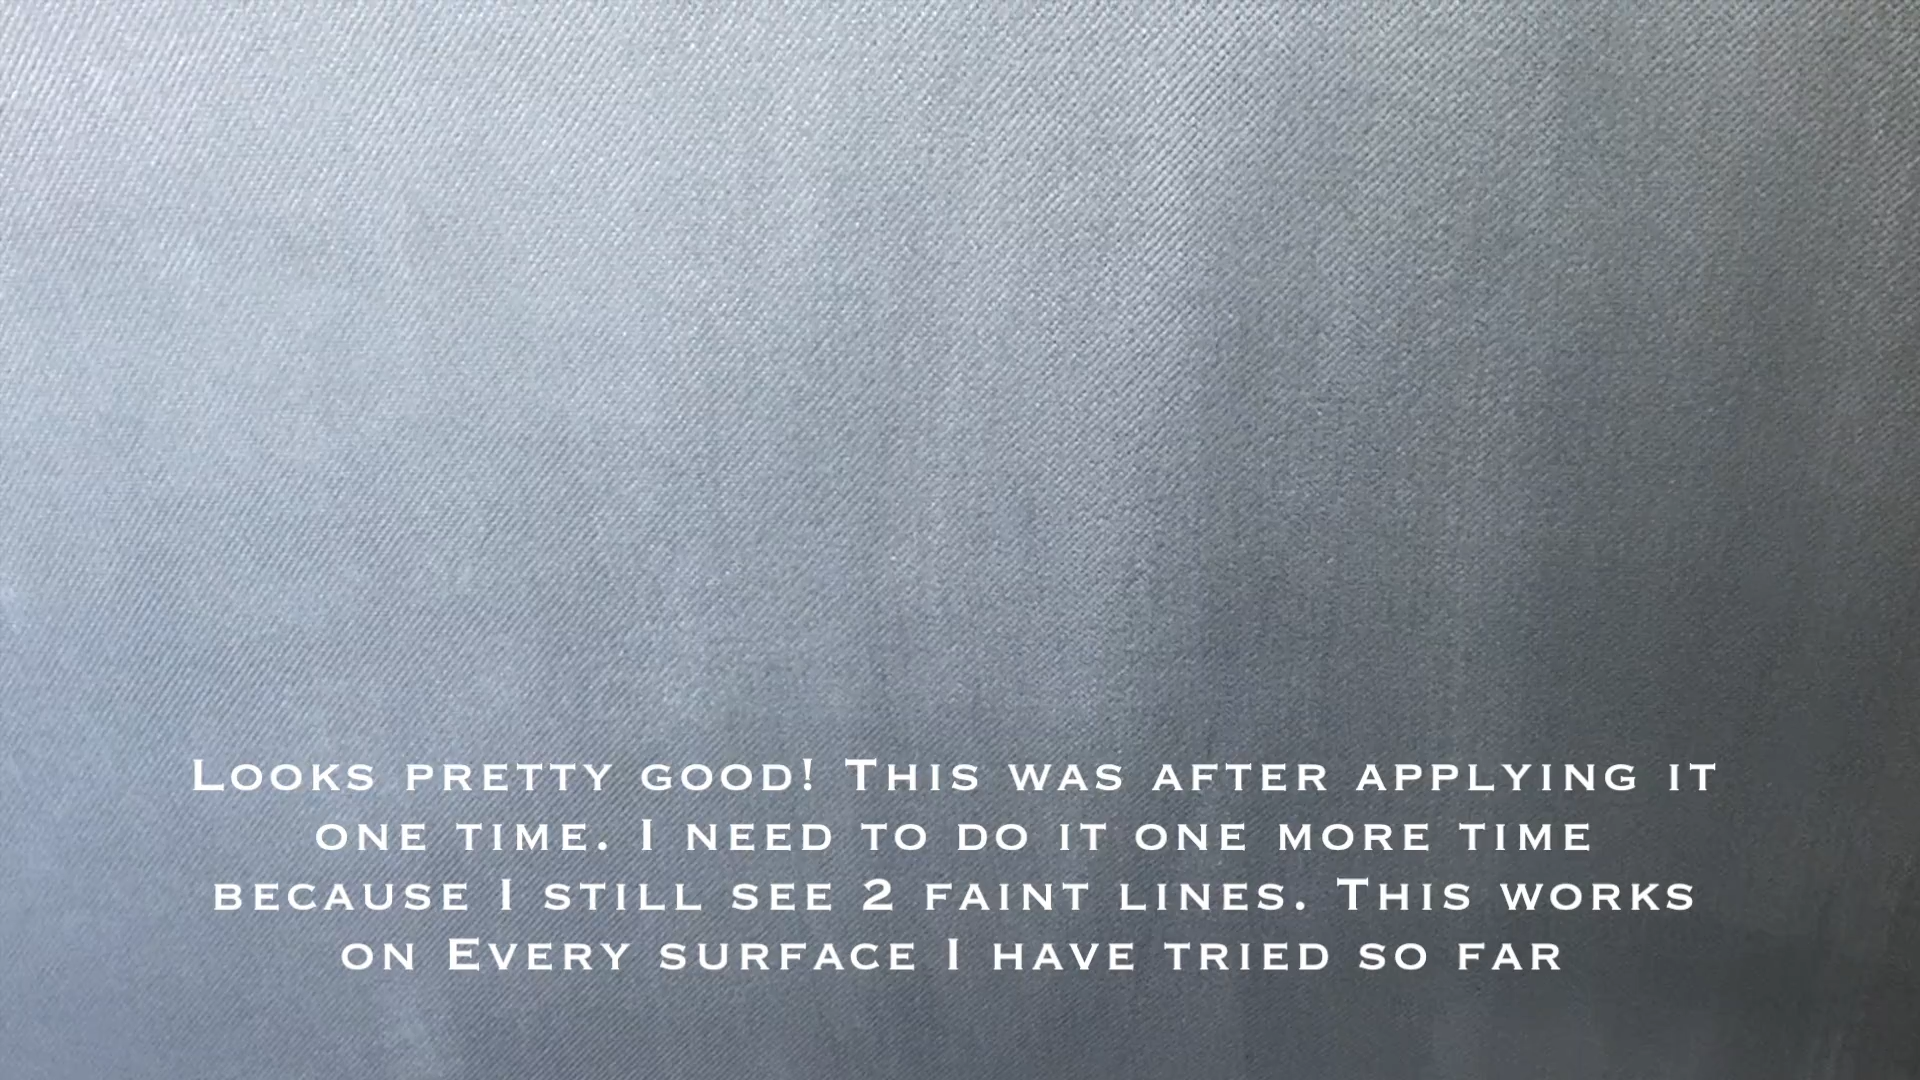 Looks pretty good! This was after applying it
one time. I need to do it one more time
because I still see 2 faint lines. This works
on Every surface I have tried so far